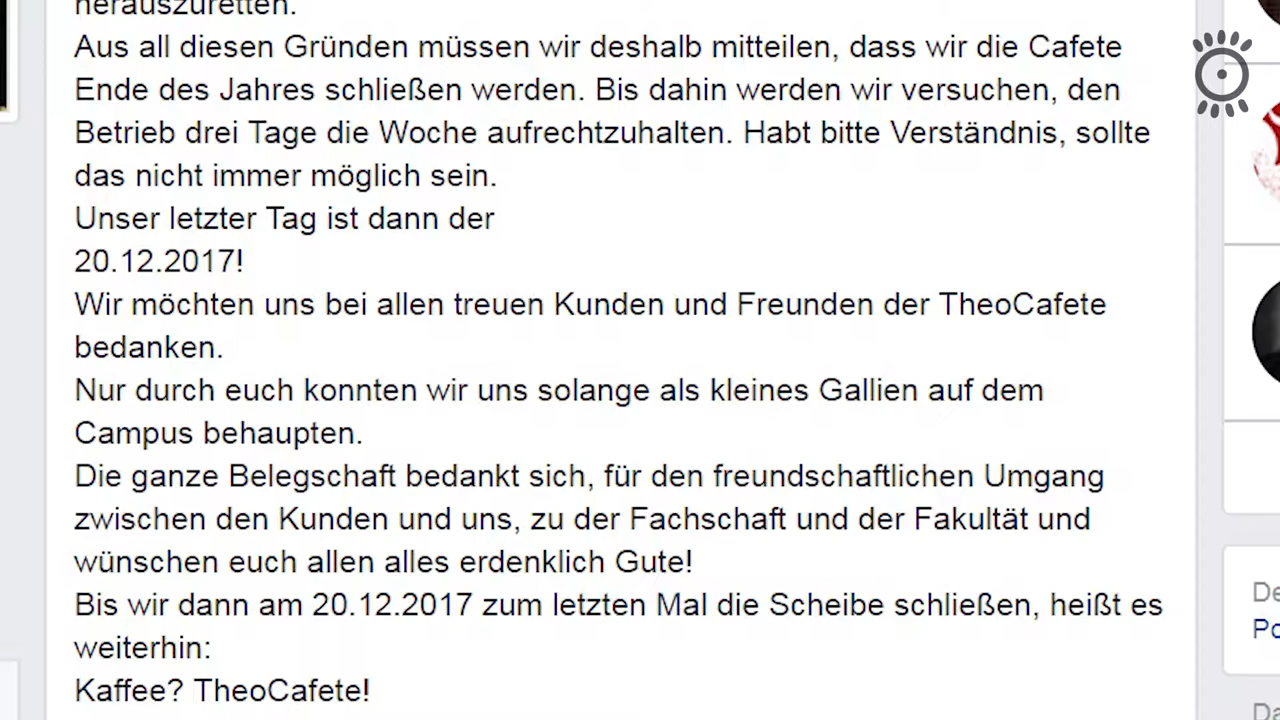 herauszuretten.
Aus all diesen Gründen müssen wir deshalb mitteilen, dass wir die Cafete
Ende des Jahres schließen werden. Bis dahin werden wir versuchen, den
Betrieb drei Tage die Woche aufrechtzuhalten. Habt bitte Verständnis, sollte
das nicht immer möglich sein.
Unser letzter Tag ist dann der
20.12.2017!
Wir möchten uns bei allen treuen Kunden und Freunden der TheoCafete
bedanken.
Nur durch euch konnten wir uns solange als kleines Gallien auf dem
Campus behaupten.
Die ganze Belegschaft bedankt sich, für den freundschaftlichen Umgang
zwischen den Kunden und uns, zu der Fachschaft und der Fakultät und
wünschen euch allen alles erdenklich Gute!
Bis wir dann am 20.12.2017 zum letzten Mal die Scheibe schließen, heißt es
weiterhin:
Kaffee? TheoCafete!